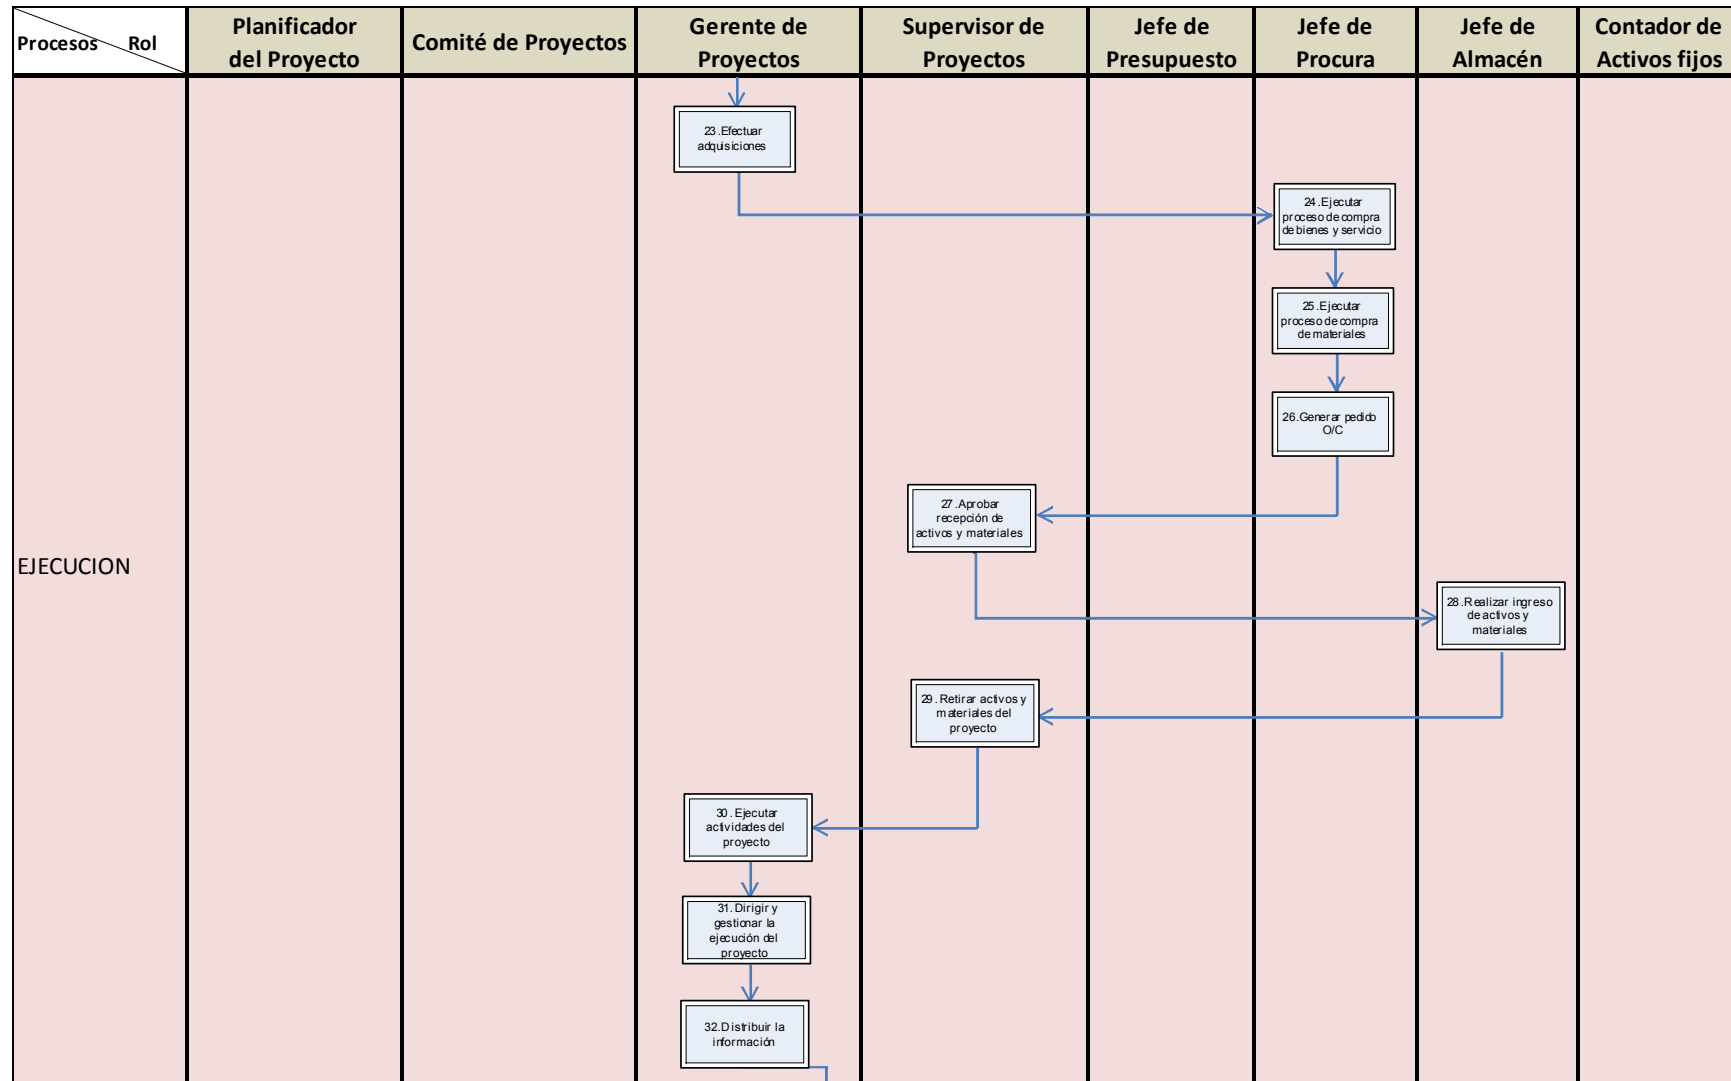 Procesos Rol
Planificador
del Proyecto
Comité de Proyectos
Gerente de
Proyectos
Supervisor de
Proyectos
Jefe de
Presupuesto
Jefe de
Procura
Jefe de
Almacén
Contador de
Activos fijos
23.Efectuar
adquisiciones
24.Ejecutar
proceso de compra
de bienes y servicio
25.Ejecutar
proceso de compra
de materiales
26.Generar pedido
O/C
27.Aprobar
recepción de
activos y materiales
EJECUCION
28.Realizar ingreso
de activos y
materiales
29.Retirar activos y
materiales del
proyecto
30.Ejecutar
actividades del
proyecto
31.Dirigir y
gestionar la
ejecución del
proyecto
32.Distribuir la
información